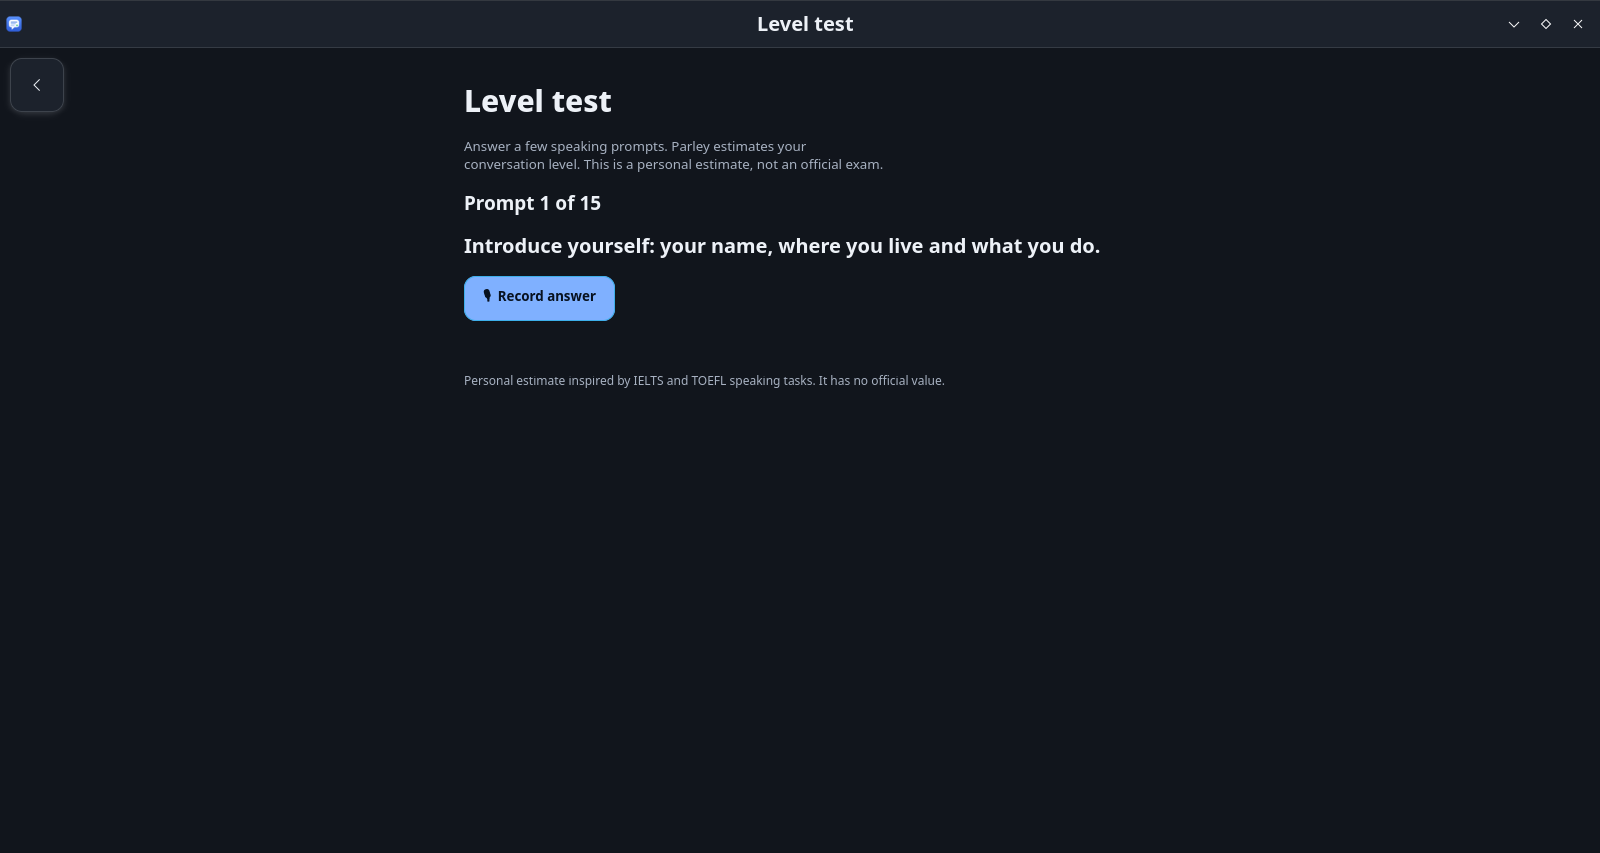 Level test
Level test
Answer a few speaking prompts. Parley estimates your
conversation level. This is a personal estimate, not an official exam.
Prompt 1 of 15
Introduce yourself: your name, where you live and what you do.
Record answer
Personal estimate inspired by IELTS and TOEFL speaking tasks. It has no official value.